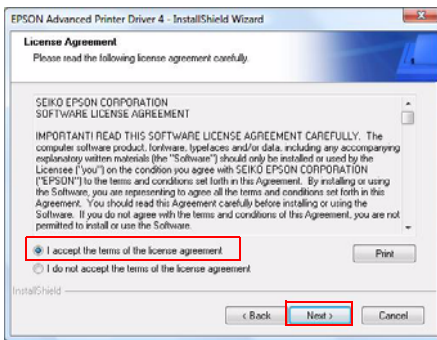 EPSON Advanced Printer Driver 4 - InstallShield Wizard
License Agreement
Please read the following license agreement carefully.
SEIKO EPSON CORPORATION
SOFTWARE LICENSE AGREEMENT
IMPORTANT! READ THIS SOFTWARE LICENSE AGREEMENT CAREFULLY. The
computer software product, fontware, typefaces and/or data, including any accompanying
explanatory written materials (the "Software") should only be installed or used by the
Licensee ("you") on the condition you agree with SEIKO EPSON CORPORATION
("EPSON") to the terms and conditions set forth in this Agreement. By installing or using
the Software, you are representing to agree all the terms and conditions set forth in this
Agreement. You should read this Agreement carefully before installing or using the
Software. If you do not agree with the terms and conditions of this Agreement, you are not
permitted to install or use the Software.
I accept the terms of the license agreement
Print
I do not accept the terms of the license agreement
InstallShield
< Back
Next >
Cancel